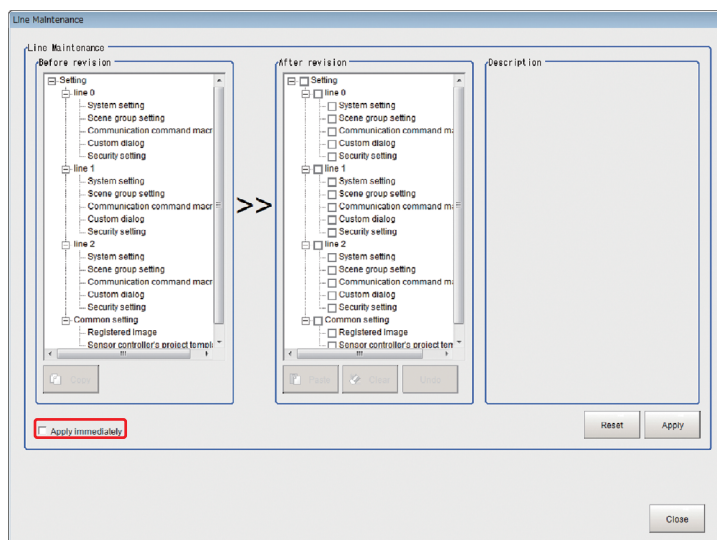 Line Maintenance
Line Maintenance
Before revision
Setting
line 0
System setting
Scene group setting
Communication command macr
Custom dialog
Security setting
line 1
System setting
Scene group setting
Communication command macr
Custom dialog
Security setting
line 2
System setting
Scene group setting
Communication command macr
Custom dialog
Security setting
Common setting
Registered Image
Sensor controller's project templ
Copy
>>
After revision
Setting
line 0
System setting
Scene group setting
Communication command ma
Custom dialog
Security setting
line 1
System setting
Scene group setting
Communication command ma
Custom dialog
Security setting
line 2
System setting
Scene group setting
Communication command ma
Custom dialog
Security setting
Common setting
Registered Image
Sensor controller's project tem
Paste
Clear
Undo
Description
Apply immediately
Reset
Apply
Close